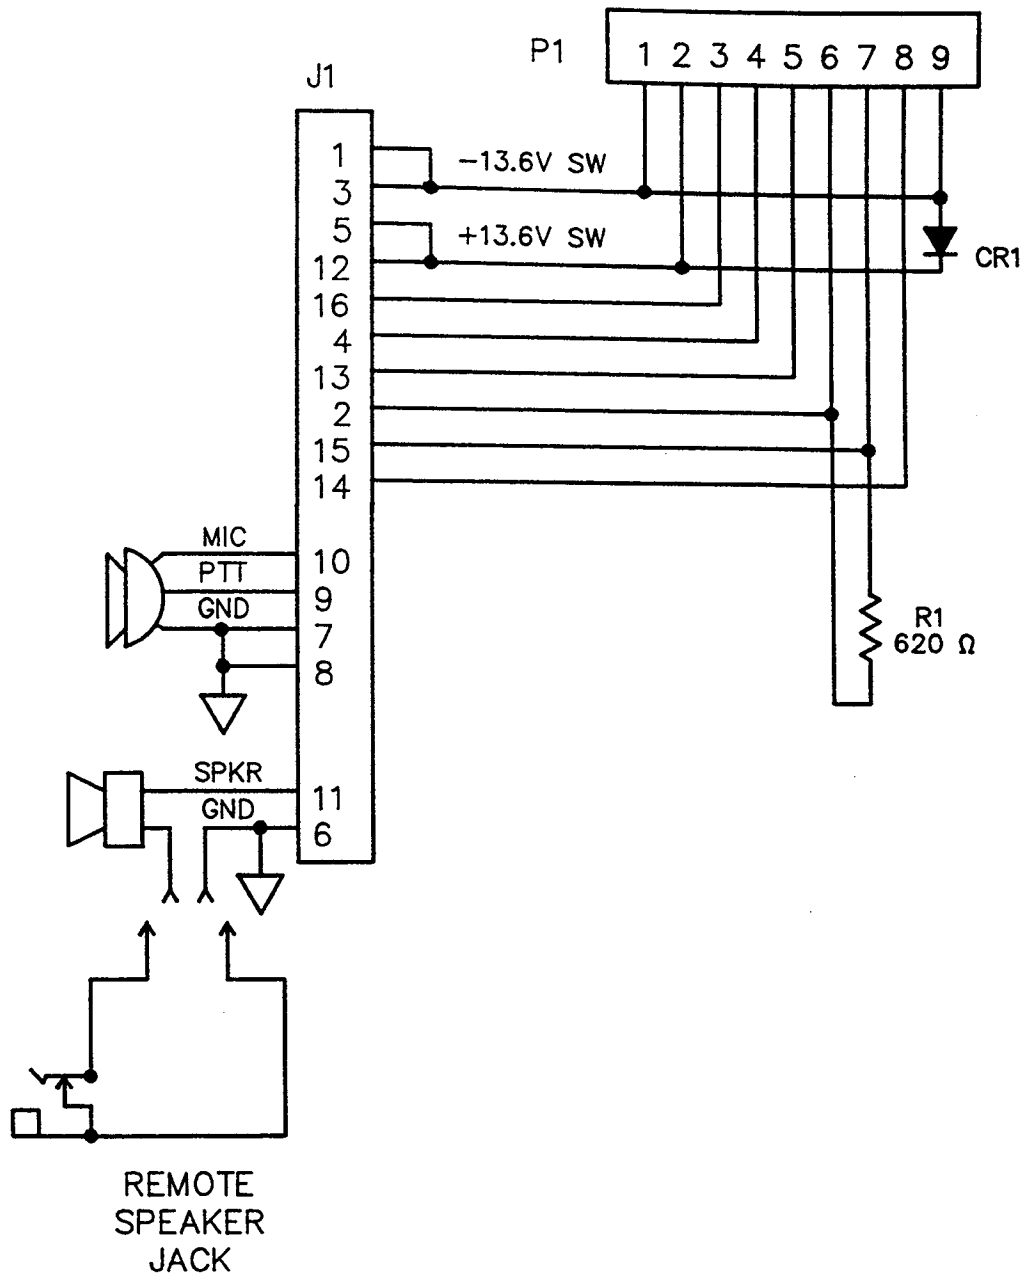 P1
1 2 3 4 5 6 7 8 9
J1
1
-13.6V SW
3
5
+13.6V SW
12
CR1
16
4
13
2
15
14
MIC
10
PTT
9
GND
7
8
R1
620 Ω
SPKR
11
GND
6
REMOTE
SPEAKER
JACK